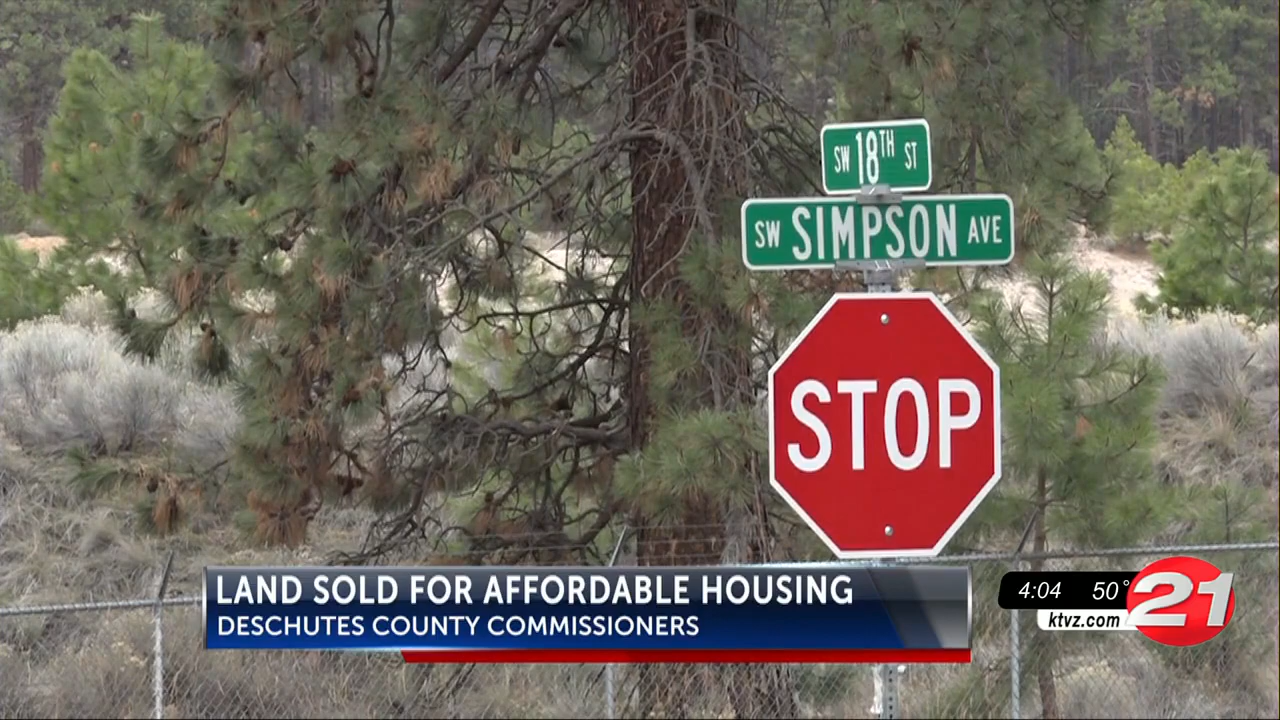 SW 18TH ST
SW SIMPSON AVE
STOP
LAND SOLD FOR AFFORDABLE HOUSING
DESCHUTES COUNTY COMMISSIONERS
4:04 50°
21
ktvz.com